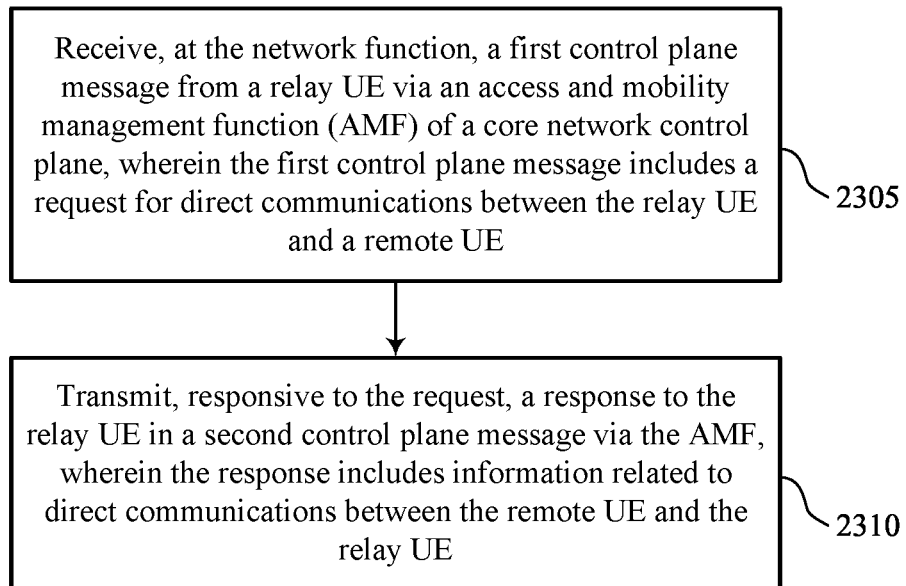 Receive, at the network function, a first control plane
message from a relay UE via an access and mobility
management function (AMF) of a core network control
plane, wherein the first control plane message includes a
request for direct communications between the relay UE
and a remote UE
2305
Transmit, responsive to the request, a response to the
relay UE in a second control plane message via the AMF,
wherein the response includes information related to
direct communications between the remote UE and the
relay UE
2310